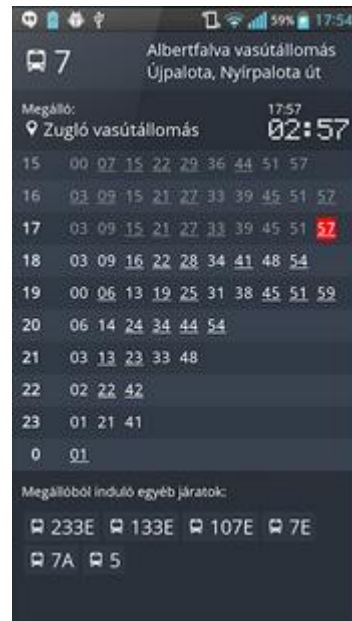 59% 17:54
7 Albertfalva vasútállomás
Újpalota, Nyírpalota út
Megálló: 17:57
Zugló vasútállomás 02:57
15 00 07 15 22 29 36 44 51 57
16 03 09 15 21 27 33 39 45 51 57
17 03 09 15 21 27 33 39 45 51 57
18 03 09 16 22 28 34 41 48 54
19 00 06 13 19 25 31 38 45 51 59
20 06 14 24 34 44 54
21 03 13 23 33 48
22 02 22 42
23 01 21 41
0 01
Megállóból induló egyéb járatok:
233E 133E 107E 7E
7A 5